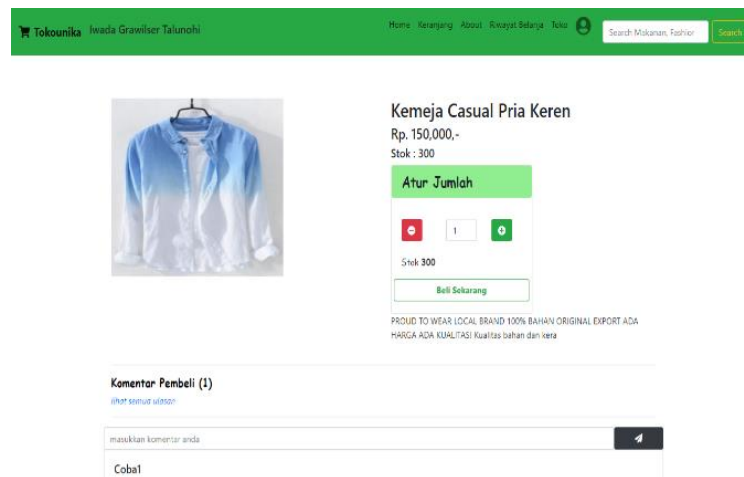 Tokounika Iwada Grawilser Talunohi
Home Keranjang About Riwayat Belanja Toko
Search Makanan, Fashior
Search
Kemeja Casual Pria Keren
Rp. 150,000,-
Stok : 300
Atur Jumlah
1
Stok 300
Beli Sekarang
PROUD TO WEAR LOCAL BRAND 100% BAHAN ORIGINAL EXPORT ADA
HARGA ADA KUALITAS! Kualitas bahan dan kera
Komentar Pembeli (1)
lihat semua ulasan
masukkan komentar anda
Coba1